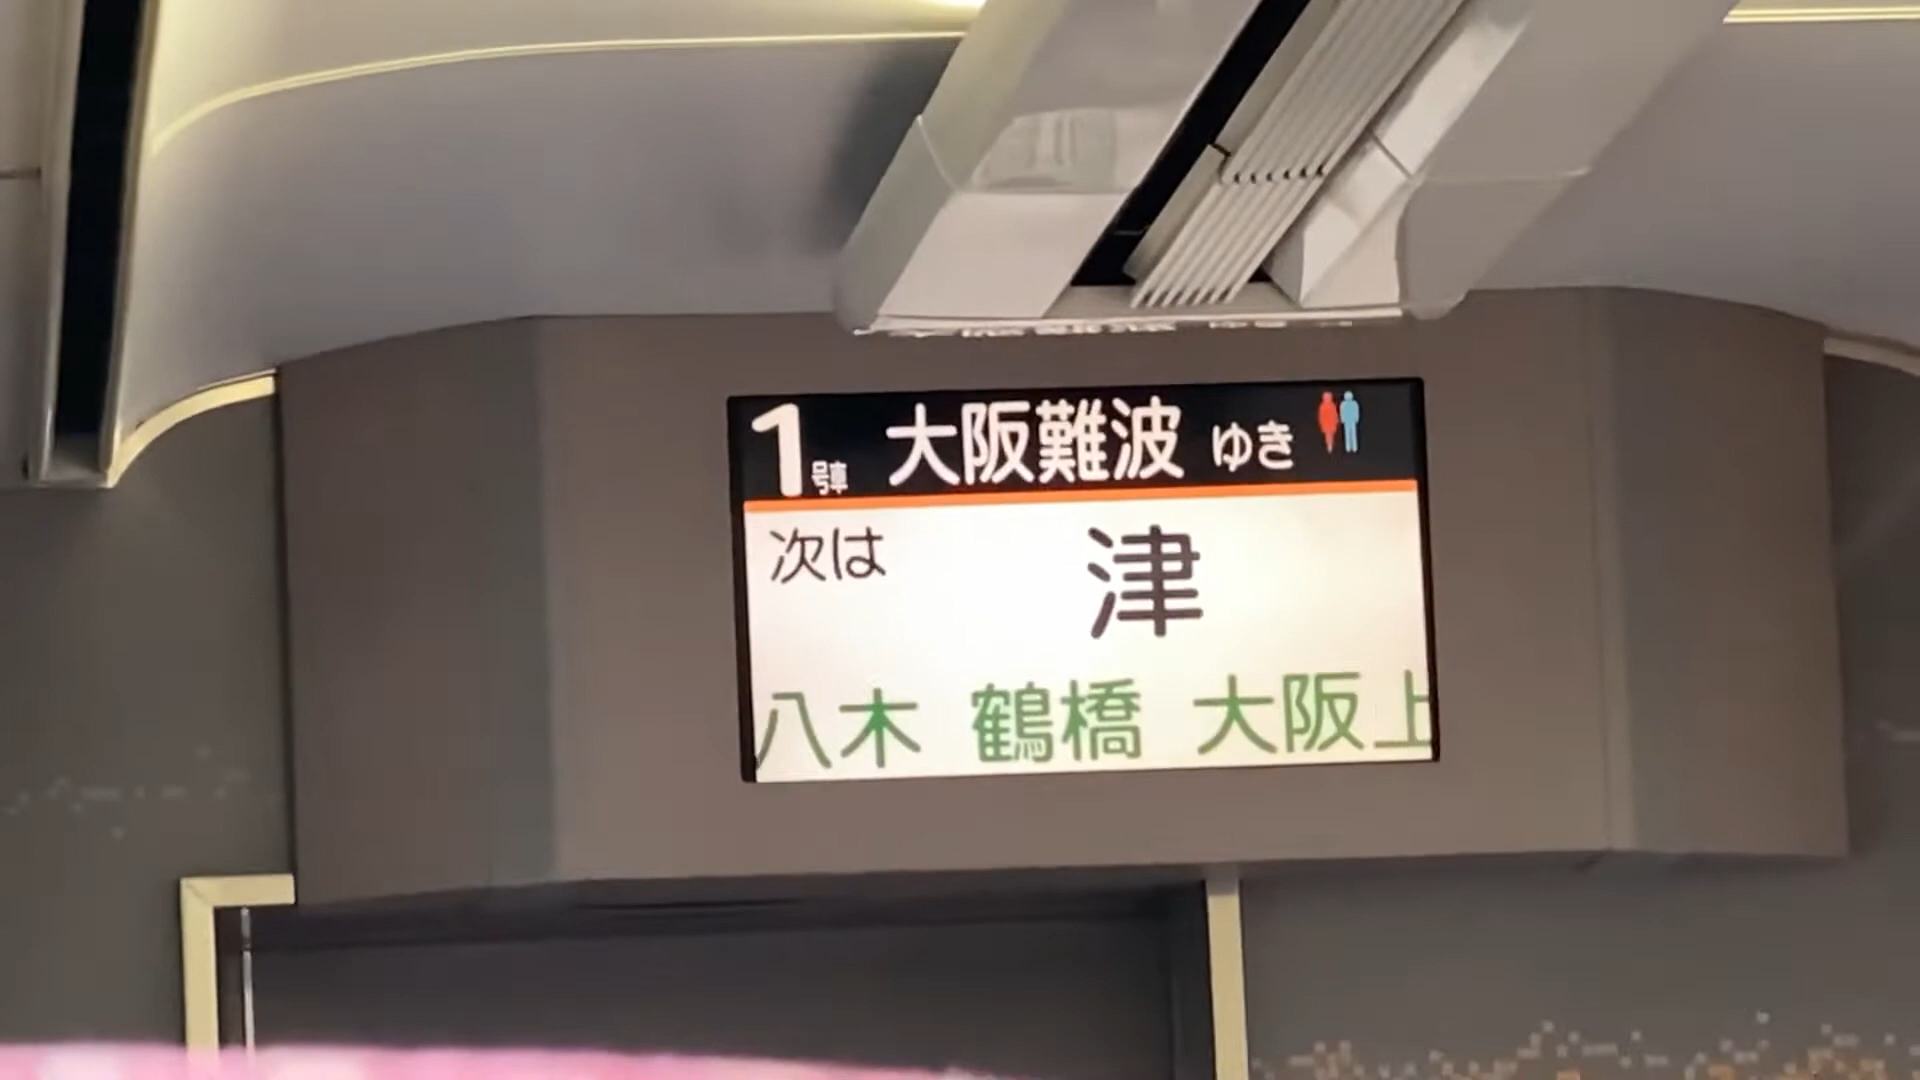 1号車 大阪難波 ゆき
次は 津
八木 鶴橋 大阪上